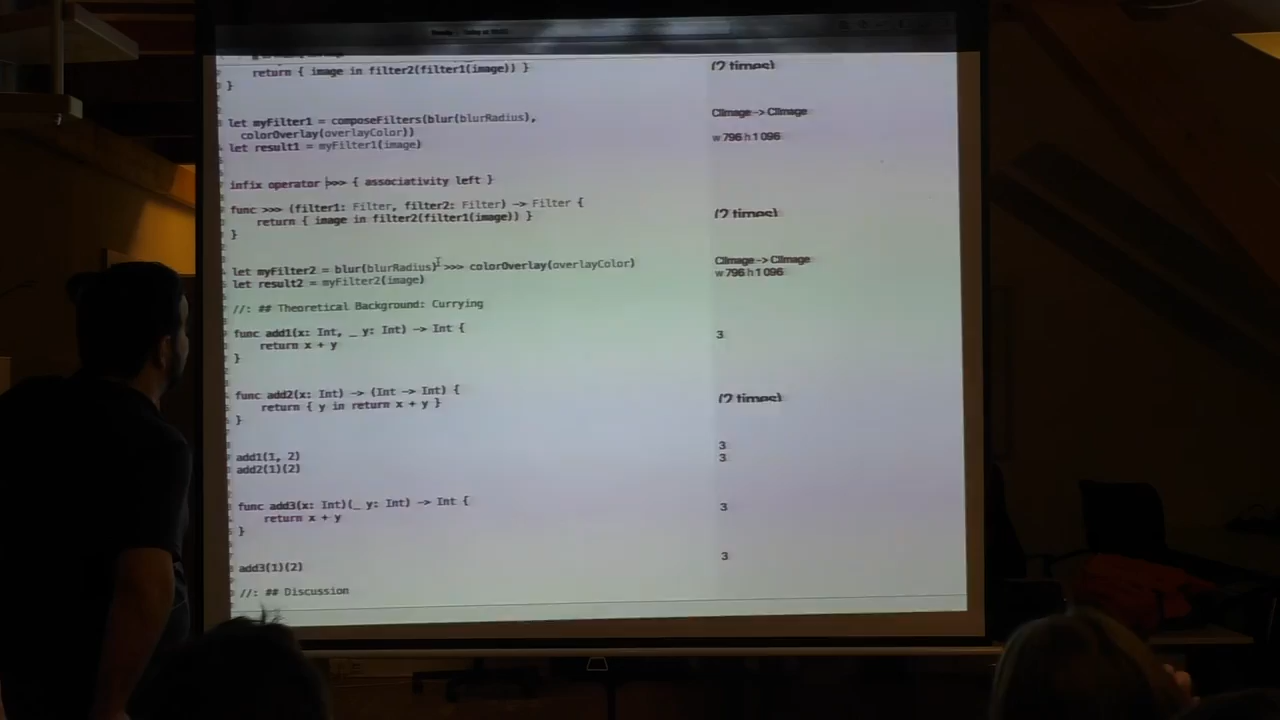 return { image in filter2(filter1(image)) }
(2 times)
}
let myFilter1 = composeFilters(blur(blurRadius),
CIImage -> CIImage
colorOverlay(overlayColor))
w 796 h 1 096
let result1 = myFilter1(image)
infix operator >>> { associativity left }
func >>> (filter1: Filter, filter2: Filter) -> Filter {
return { image in filter2(filter1(image)) }
(2 times)
}
let myFilter2 = blur(blurRadius) >>> colorOverlay(overlayColor)
CIImage -> CIImage
let result2 = myFilter2(image)
w 796 h 1 096
//: ## Theoretical Background: Currying
func add1(x: Int, _ y: Int) -> Int {
return x + y
3
}
func add2(x: Int) -> (Int -> Int) {
return { y in return x + y }
(2 times)
}
add1(1, 2)
3
add2(1)(2)
3
func add3(x: Int)(_ y: Int) -> Int {
return x + y
3
}
add3(1)(2)
3
//: ## Discussion